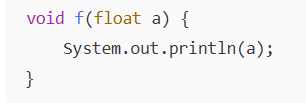 void f(float a) {
    System.out.println(a);
}